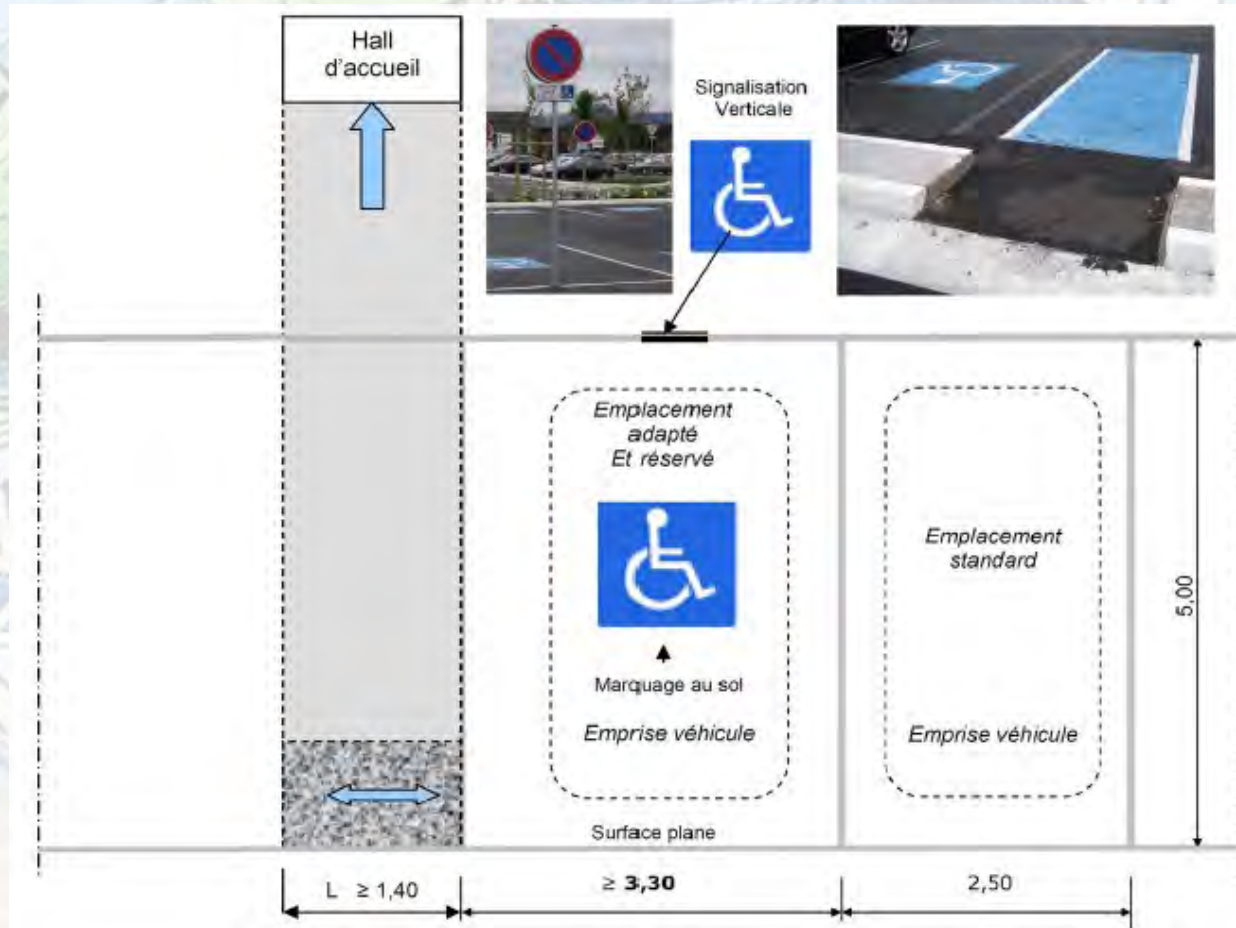 Hall
d'accueil
Signalisation
Verticale
Emplacement
adapté
Et réservé
Marquage au sol
Emprise véhicule
Surface plane
Emplacement
standard
Emprise véhicule
5,00
L ≥ 1,40
≥ 3,30
2,50